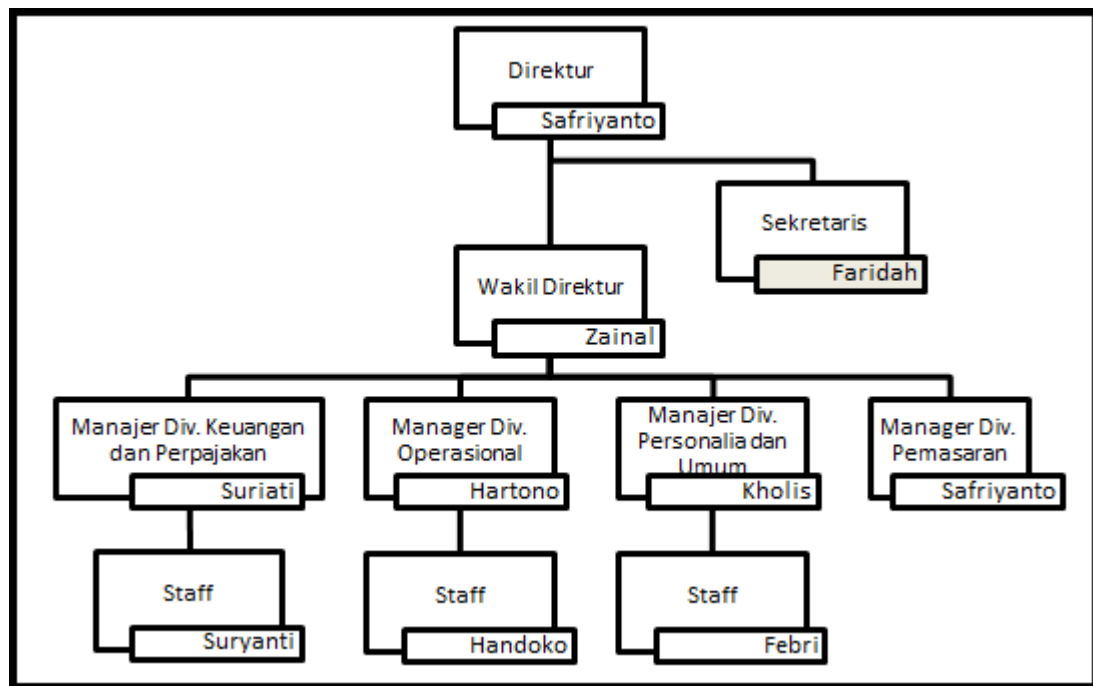 Direktur
Safriyanto
Sekretaris
Faridah
Wakil Direktur
Zainal
Manajer Div. Keuangan
dan Perpajakan
Suriati
Manager Div.
Operasional
Hartono
Manajer Div.
Personalia dan
Umum
Kholis
Manager Div.
Pemasaran
Safriyanto
Staff
Suryanti
Staff
Handoko
Staff
Febri